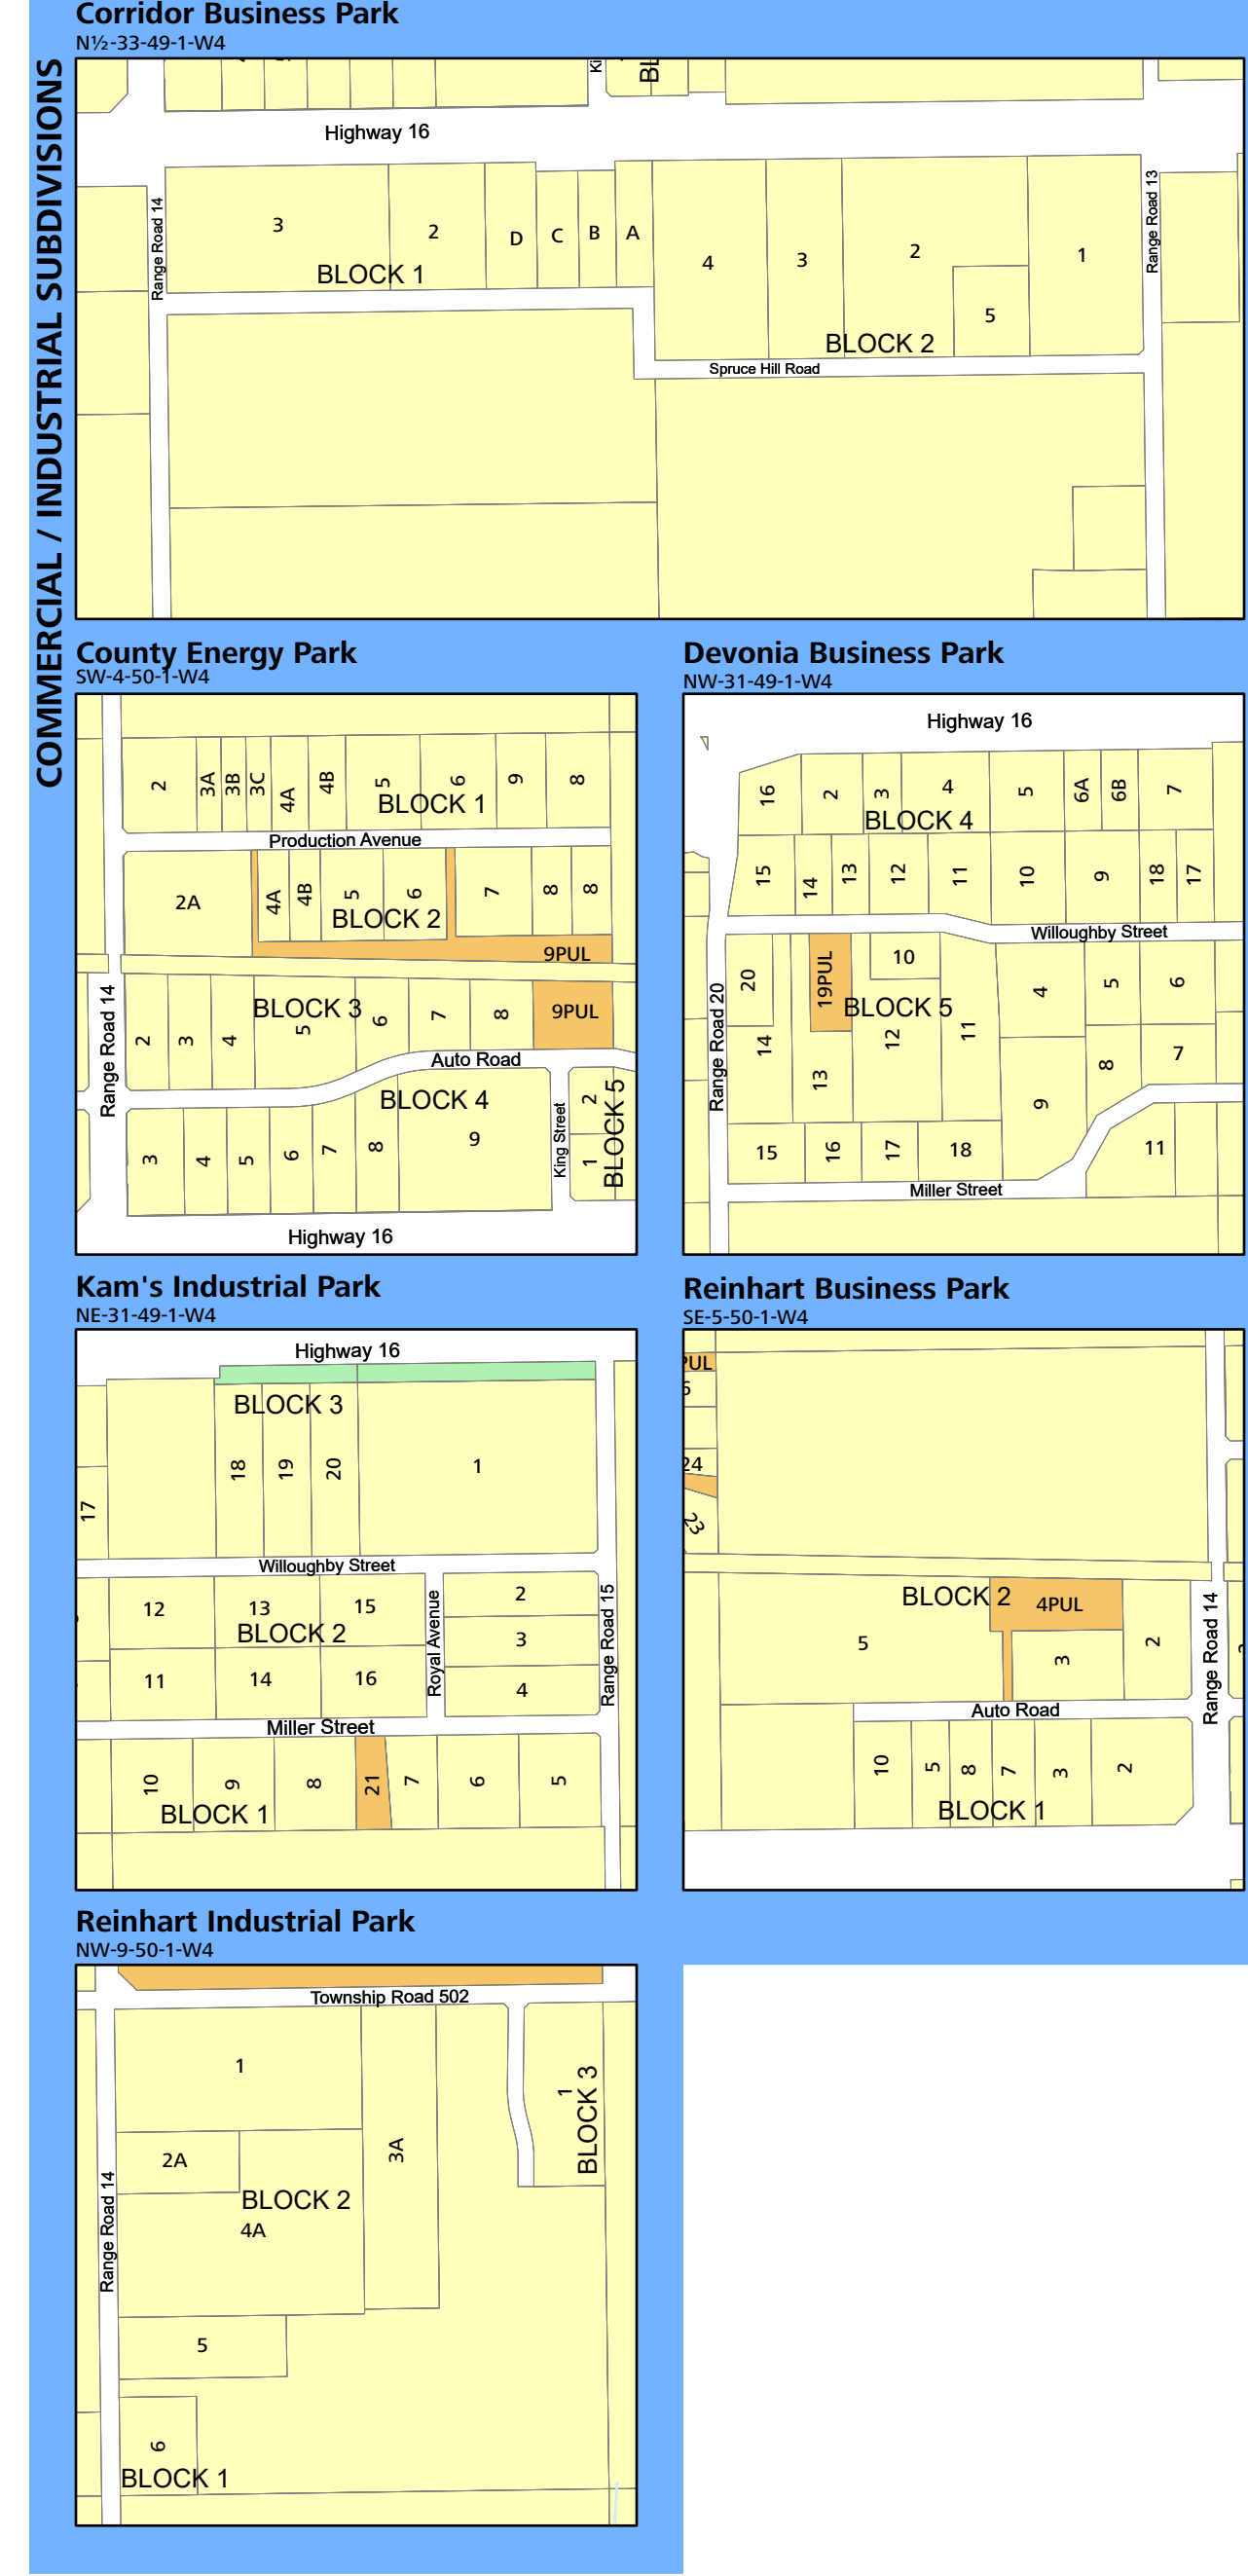 COMMERCIAL / INDUSTRIAL SUBDIVISIONS
Corridor Business Park
N½-33-49-1-W4
Ki
BL
Highway 16
Range Road 14
3
2
D
C
B
A
4
3
2
1
5
BLOCK 1
BLOCK 2
Range Road 13
Spruce Hill Road
County Energy Park
SW-4-50-1-W4
2
3A
3B
3C
4A
4B
5
6
9
8
BLOCK 1
Production Avenue
2A
4A
4B
5
6
7
8
8
BLOCK 2
9PUL
Range Road 14
BLOCK 3
2
3
4
5
6
7
8
9PUL
Auto Road
BLOCK 4
3
4
5
6
7
8
9
King Street
2
1
BLOCK 5
Highway 16
Devonia Business Park
NW-31-49-1-W4
Highway 16
16
2
3
4
5
6A
6B
7
BLOCK 4
15
14
13
12
11
10
9
18
17
Willoughby Street
Range Road 20
20
19PUL
10
BLOCK 5
14
13
12
11
4
5
6
9
8
7
15
16
17
18
11
Miller Street
Kam's Industrial Park
NE-31-49-1-W4
Highway 16
BLOCK 3
17
18
19
20
1
Willoughby Street
12
13
15
BLOCK 2
11
14
16
Royal Avenue
2
3
4
Range Road 15
Miller Street
10
9
8
21
7
6
5
BLOCK 1
Reinhart Business Park
SE-5-50-1-W4
PUL
6
24
23
BLOCK 2
4PUL
5
3
2
Range Road 14
Auto Road
10
5
8
7
3
2
BLOCK 1
Reinhart Industrial Park
NW-9-50-1-W4
Township Road 502
1
2A
3A
BLOCK 2
4A
1
BLOCK 3
Range Road 14
5
6
BLOCK 1